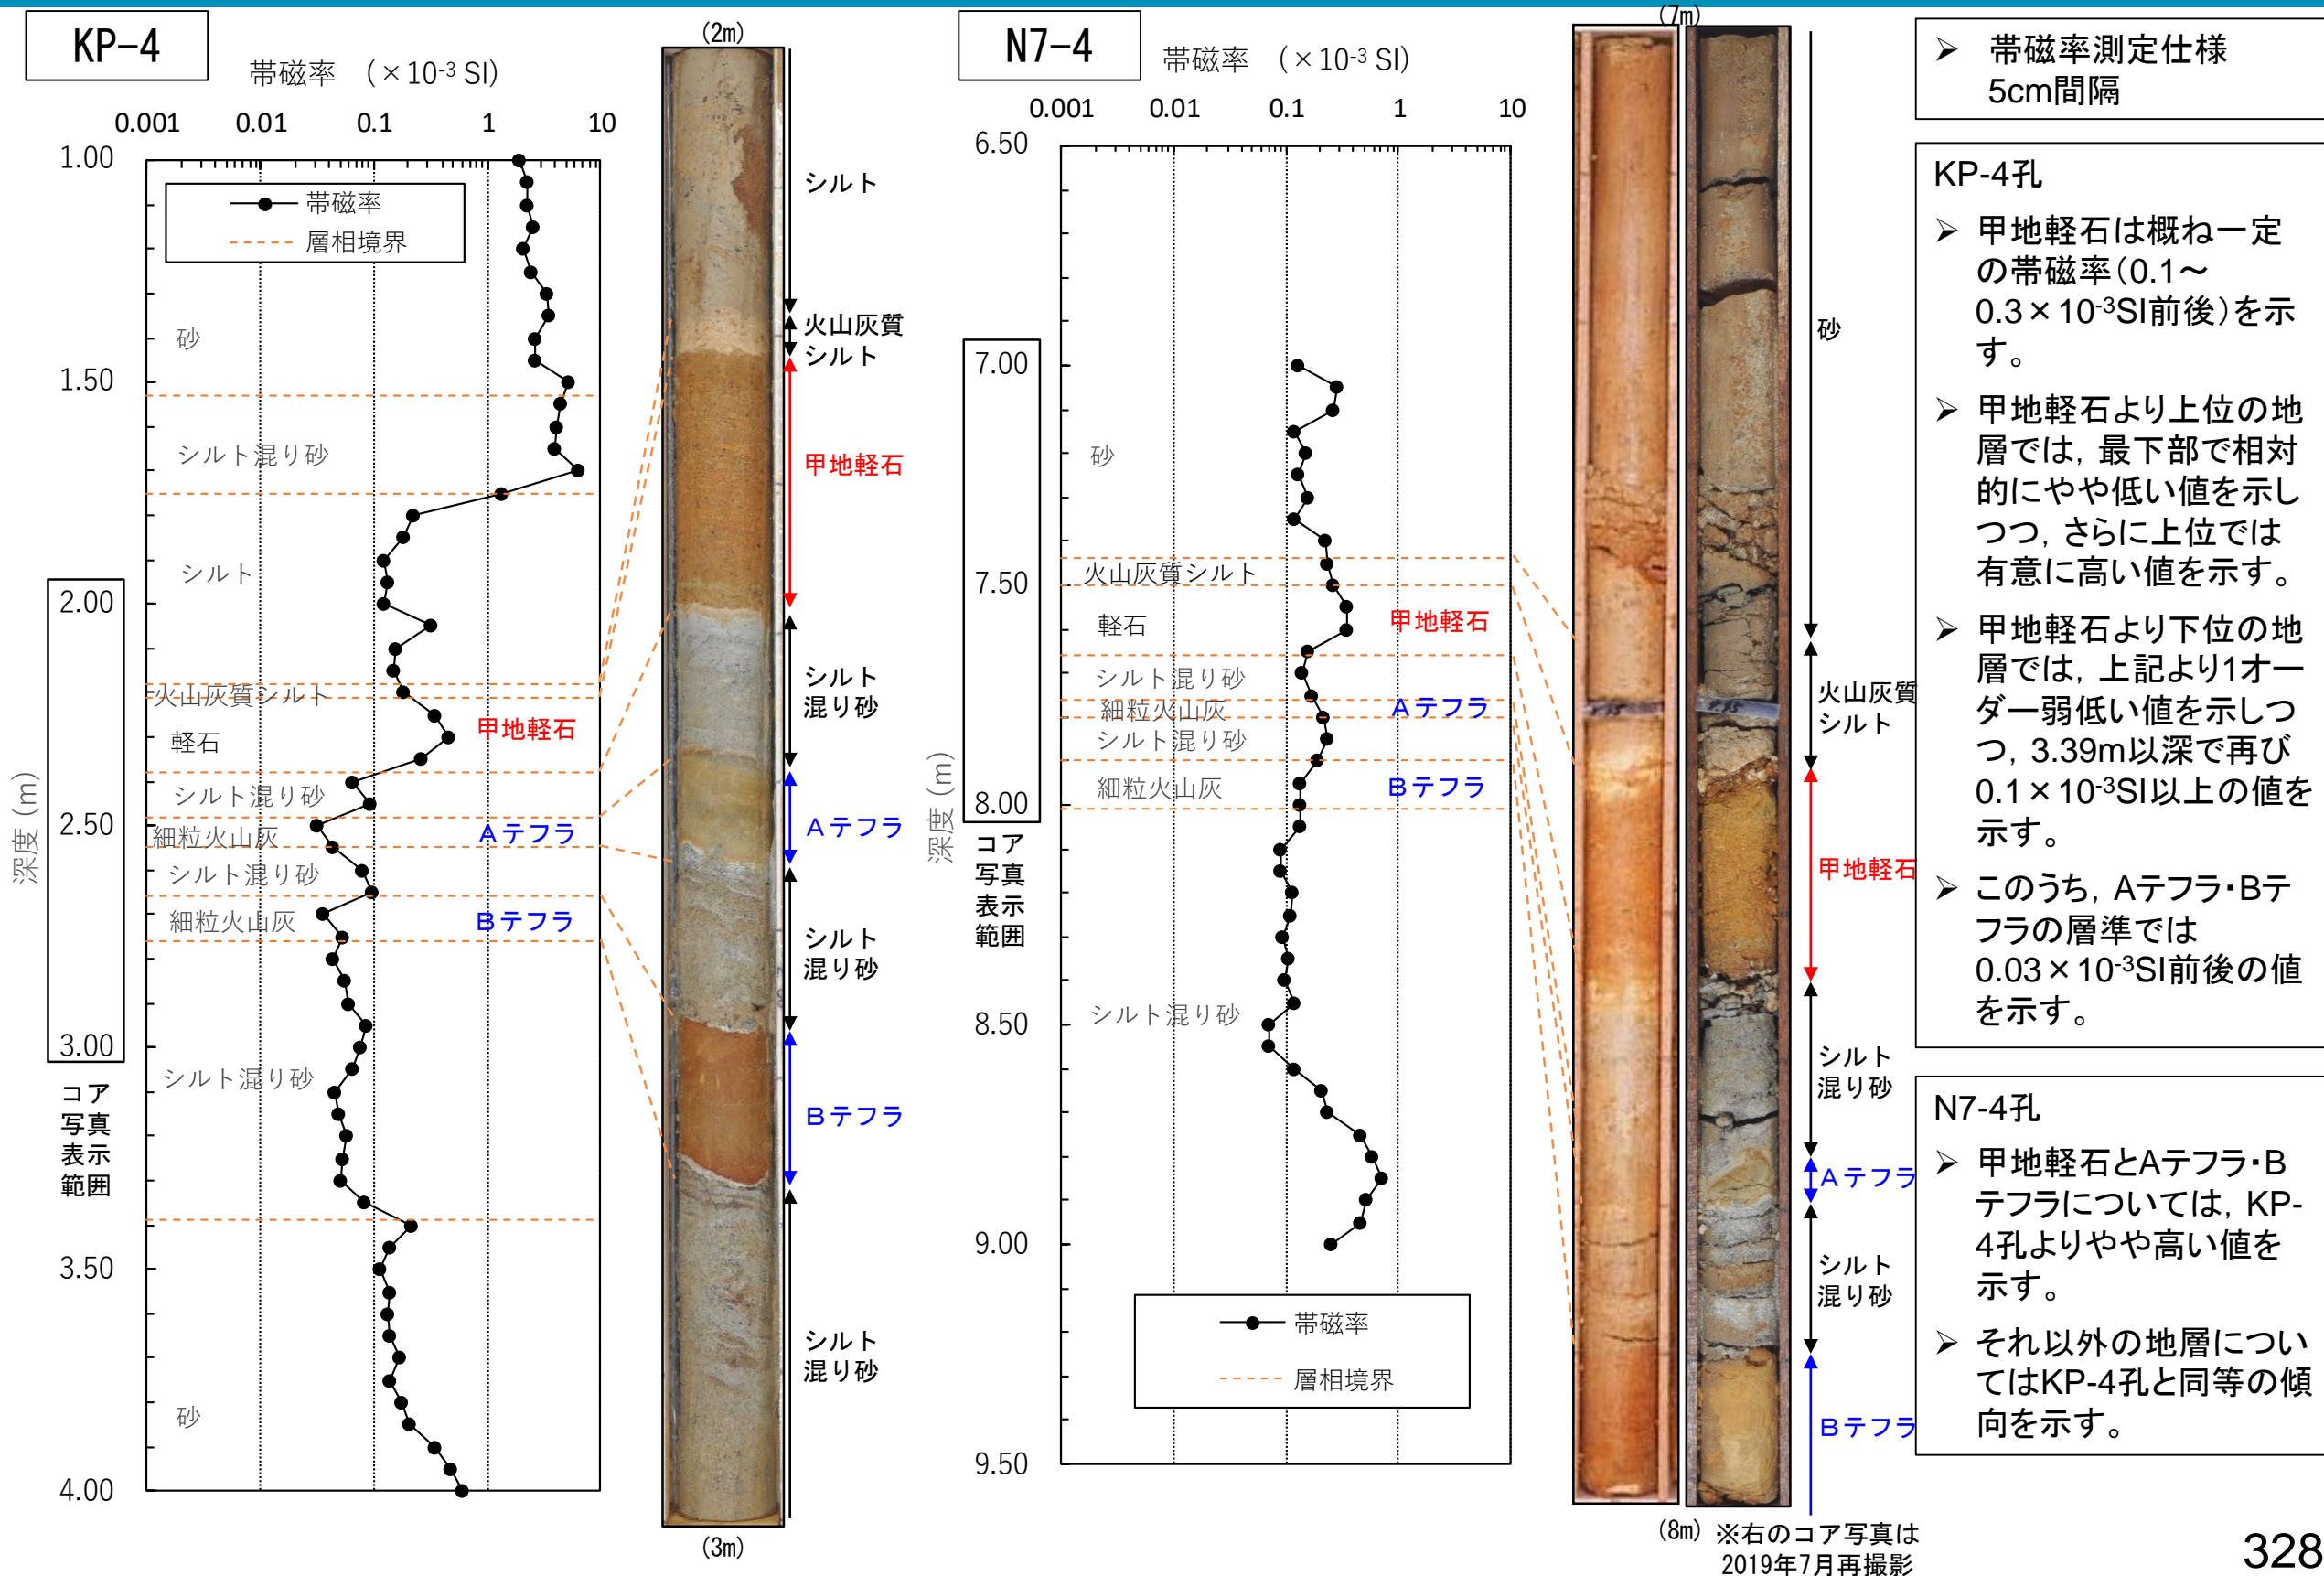 KP-4
帯磁率 (×10-3 SI)
0.001 0.01 0.1 1 10
1.00
1.50
2.00
2.50
3.00
3.50
4.00
深度 (m)
帯磁率
層相境界
砂
シルト混り砂
シルト
火山灰質シルト
軽石
甲地軽石
シルト混り砂
細粒火山灰
Aテフラ
シルト混り砂
細粒火山灰
Bテフラ
シルト混り砂
砂
コア
写真
表示
範囲
(2m)
シルト
火山灰質
シルト
甲地軽石
シルト
混り砂
Aテフラ
シルト
混り砂
Bテフラ
シルト
混り砂
(3m)
N7-4
帯磁率 (×10-3 SI)
0.001 0.01 0.1 1 10
6.50
7.00
7.50
8.00
8.50
9.00
9.50
深度 (m)
砂
火山灰質シルト
軽石
甲地軽石
シルト混り砂
細粒火山灰
Aテフラ
シルト混り砂
細粒火山灰
Bテフラ
シルト混り砂
コア
写真
表示
範囲
帯磁率
層相境界
(7m)
砂
火山灰質
シルト
甲地軽石
シルト
混り砂
Aテフラ
シルト
混り砂
Bテフラ
(8m)
※右のコア写真は
2019年7月再撮影
➢ 帯磁率測定仕様
5cm間隔
KP-4孔
➢ 甲地軽石は概ね一定
の帯磁率(0.1～
0.3×10-3SI前後)を示
す。
➢ 甲地軽石より上位の地
層では，最下部で相対
的にやや低い値を示し
つつ，さらに上位では
有意に高い値を示す。
➢ 甲地軽石より下位の地
層では，上記より1オー
ダー弱低い値を示しつ
つ，3.39m以深で再び
0.1×10-3SI以上の値を
示す。
➢ このうち，Aテフラ・Bテ
フラの層準では
0.03×10-3SI前後の値
を示す。
N7-4孔
➢ 甲地軽石とAテフラ・B
テフラについては，KP-
4孔よりやや高い値を
示す。
➢ それ以外の地層につい
てはKP-4孔と同等の傾
向を示す。
328